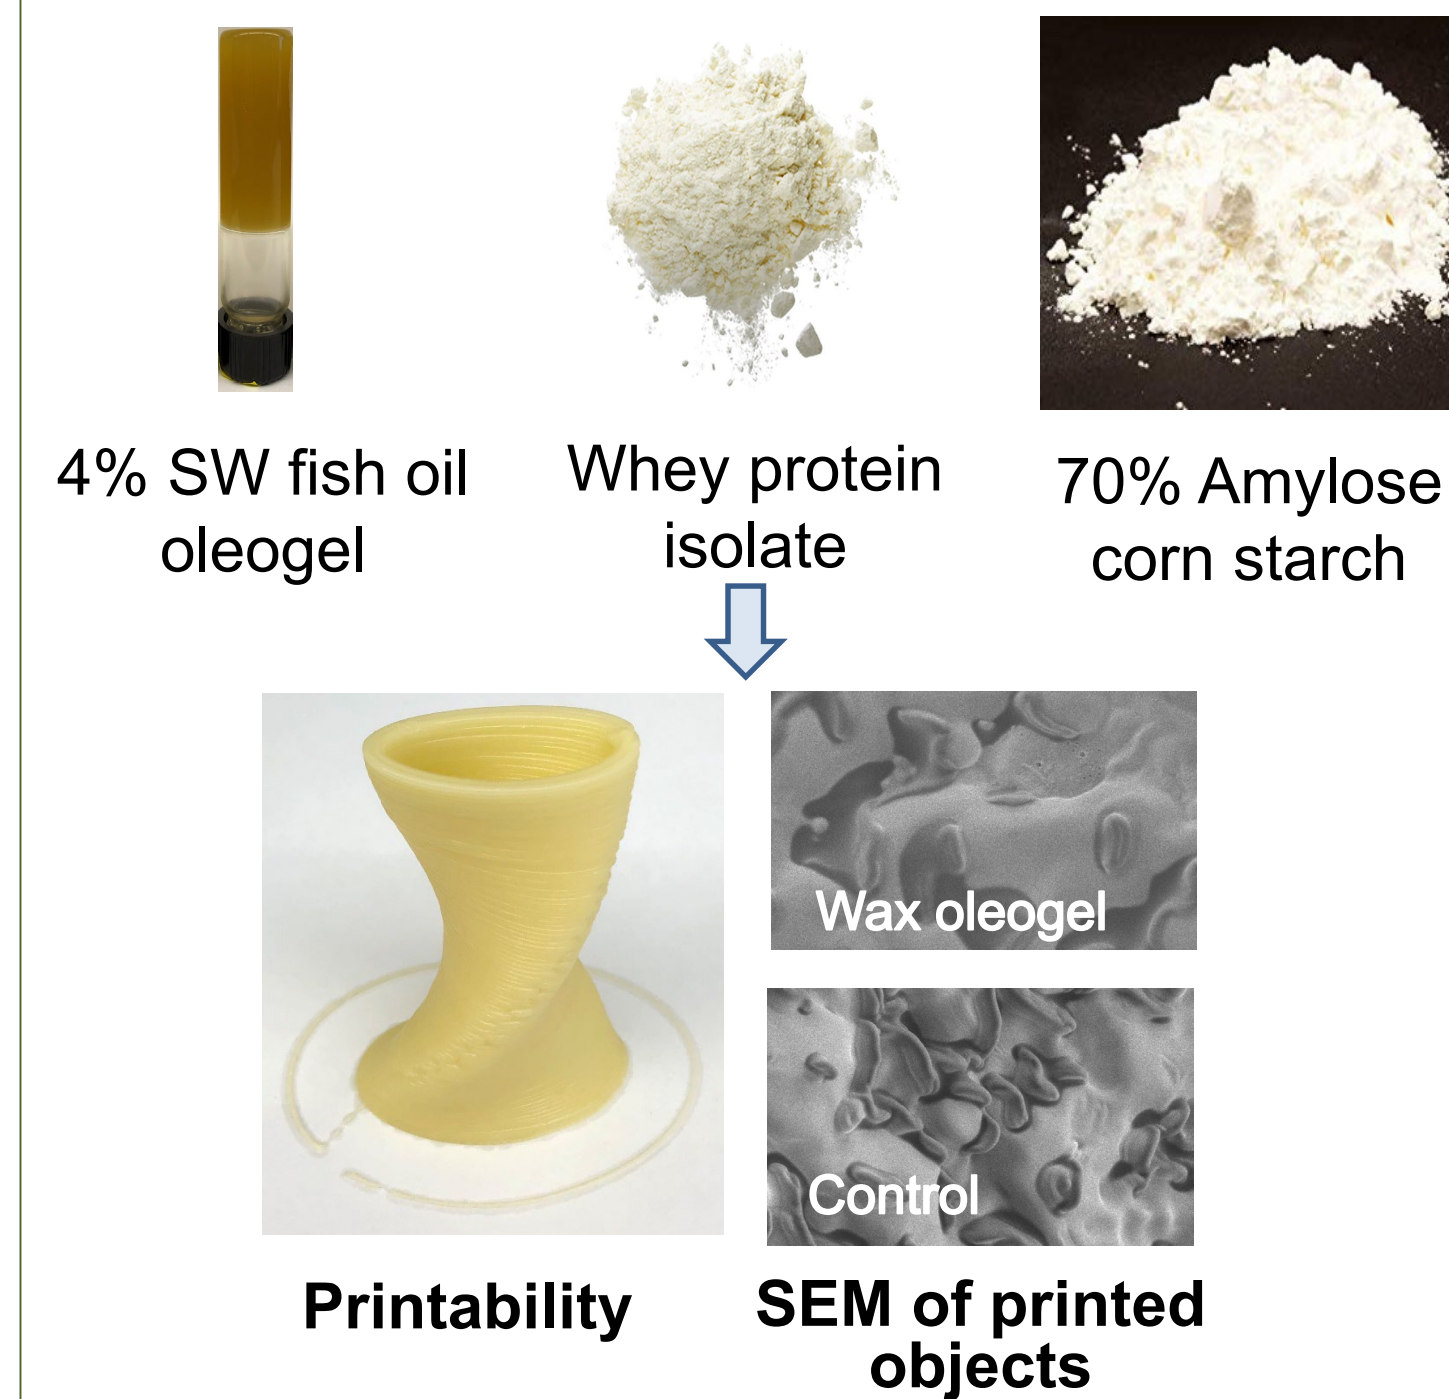 4% SW fish oil
oleogel
Whey protein
isolate
70% Amylose
corn starch
Wax oleogel
Control
Printability
SEM of printed
objects